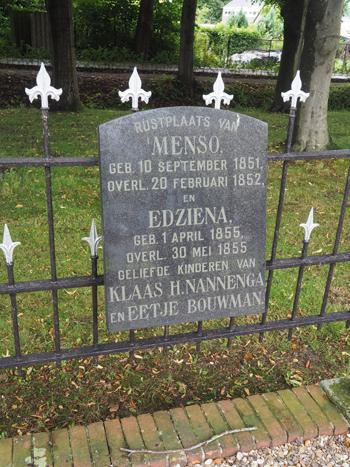 RUSTPLAATS VAN
MENSO,
GEB. 10 SEPTEMBER 1851,
OVERL. 20 FEBRUARI 1852,
EN
EDZIENA,
GEB. 1 APRIL 1855,
OVERL. 30 MEI 1855
GELIEFDE KINDEREN VAN
KLAAS H. NANNENGA
EN EETJE BOUWMAN.